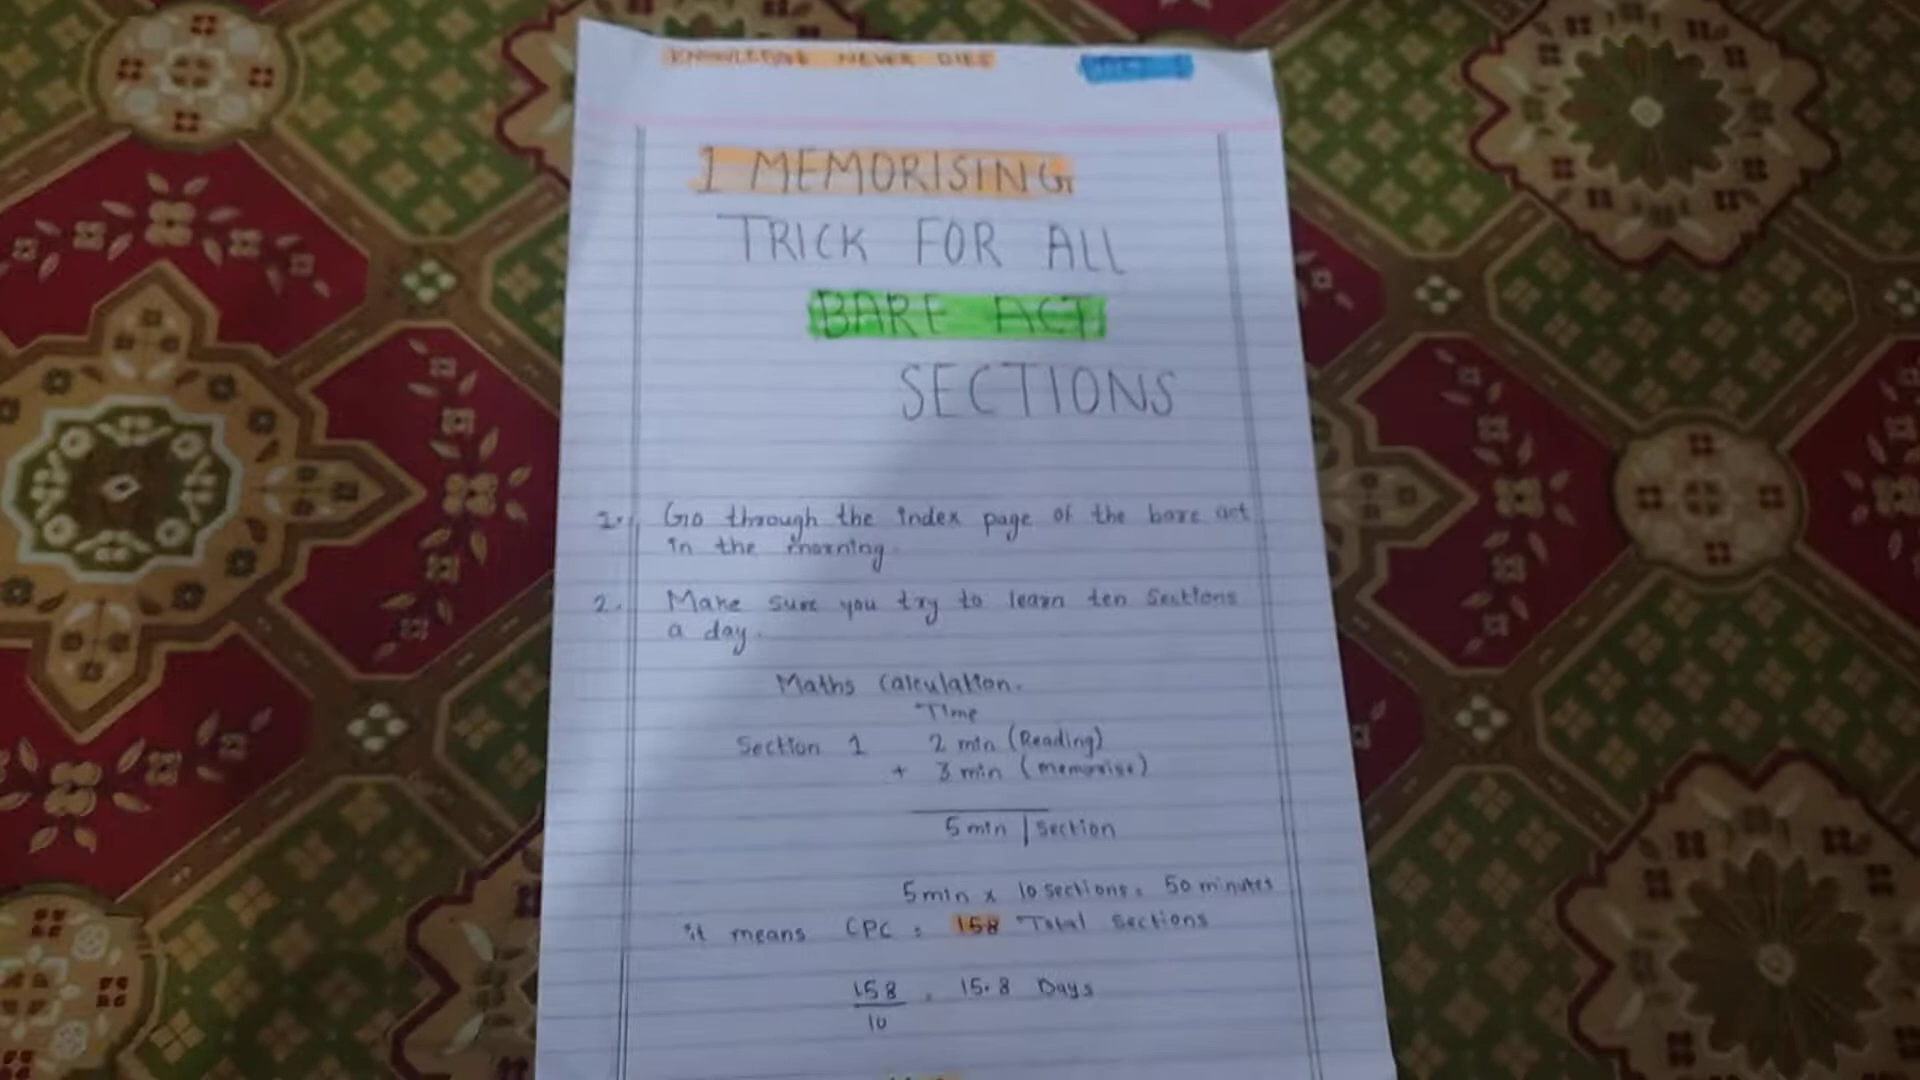 KNOWLEDGE NEVER DIES
1 MEMORISING
TRICK FOR ALL
BARE ACT
SECTIONS
1. Go through the index page of the bare act
in the morning.
2. Make sure you try to learn ten sections
a day.
Maths Calculation.
Time
Section 1 2 min (Reading)
+ 3 min (memorise)
5 min | section
5 min x 10 sections = 50 minutes
it means CPC = 158 Total sections
158 = 15.8 Days
10